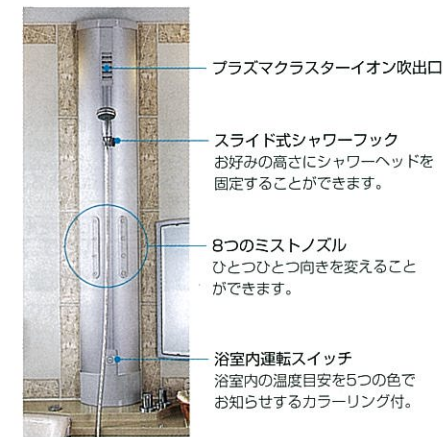 プラズマクラスターイオン吹出口
スライド式シャワーフック
お好みの高さにシャワーヘッドを
固定することができます。
8つのミストノズル
ひとつひとつ向きを変えること
ができます。
浴室内運転スイッチ
浴室内の温度目安を5つの色で
お知らせするカラーリング付。